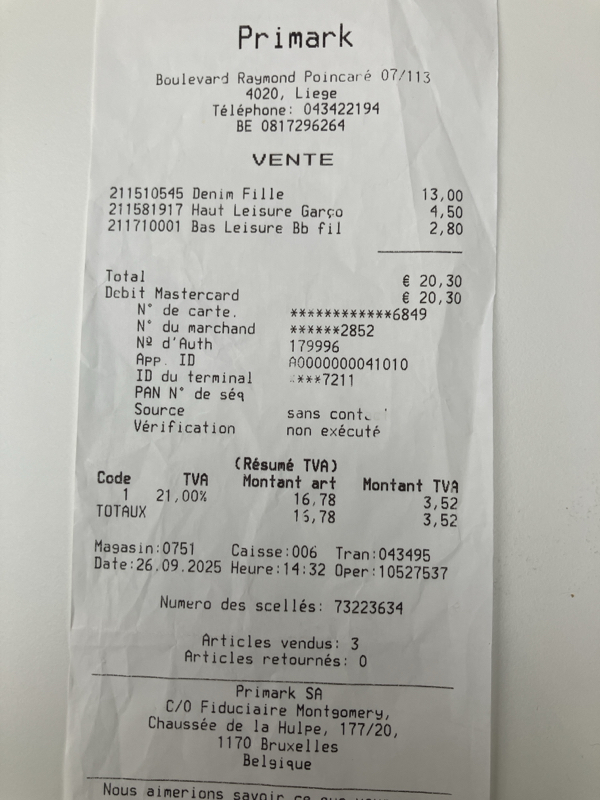 Primark
Boulevard Raymond Poincaré 07/113
4020, Liege
Téléphone: 043422194
BE 0817296264
VENTE
211510545 Denim Fille 13,00
211581917 Haut Leisure Garço 4,50
211710001 Bas Leisure Bb fil 2,80
Total € 20,30
Debit Mastercard € 20,30
N° de carte. ************6849
N° du marchand ******2852
Nº d'Auth 179996
App. ID A0000000041010
ID du terminal ***7211
PAN N° de séq
Source sans
Vérification non exécuté
(Résumé TVA)
Code TVA Montant art Montant TVA
1 21,00% 16,78 3,52
TOTAUX 16,78 3,52
Magasin:0751 Caisse:006 Tran:043495
Date:26.09.2025 Heure:14:32 Oper:10527537
Numero des scellés: 73223634
Articles vendus: 3
Articles retournés: 0
Primark SA
C/O Fiduciaire Montgomery,
Chaussée de la Hulpe, 177/20,
1170 Bruxelles
Belgique
Nous aimerions savoir ce que